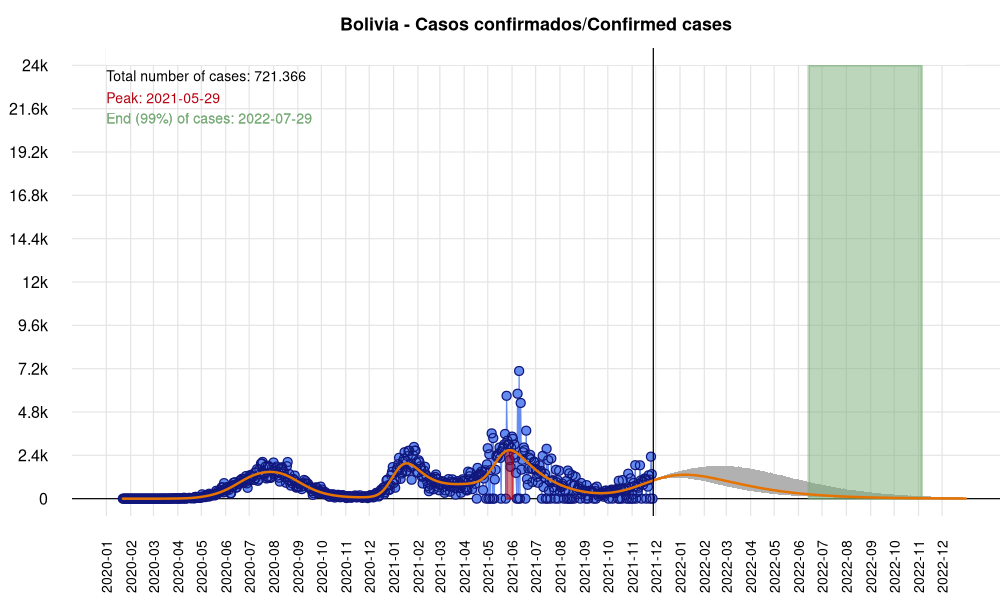 Bolivia - Casos confirmados/Confirmed cases
Total number of cases: 721.366
Peak: 2021-05-29
End (99%) of cases: 2022-07-29
24k
21.6k
19.2k
16.8k
14.4k
12k
9.6k
7.2k
4.8k
2.4k
0
2020-01
2020-02
2020-03
2020-04
2020-05
2020-06
2020-07
2020-08
2020-09
2020-10
2020-11
2020-12
2021-01
2021-02
2021-03
2021-04
2021-05
2021-06
2021-07
2021-08
2021-09
2021-10
2021-11
2021-12
2022-01
2022-02
2022-03
2022-04
2022-05
2022-06
2022-07
2022-08
2022-09
2022-10
2022-11
2022-12